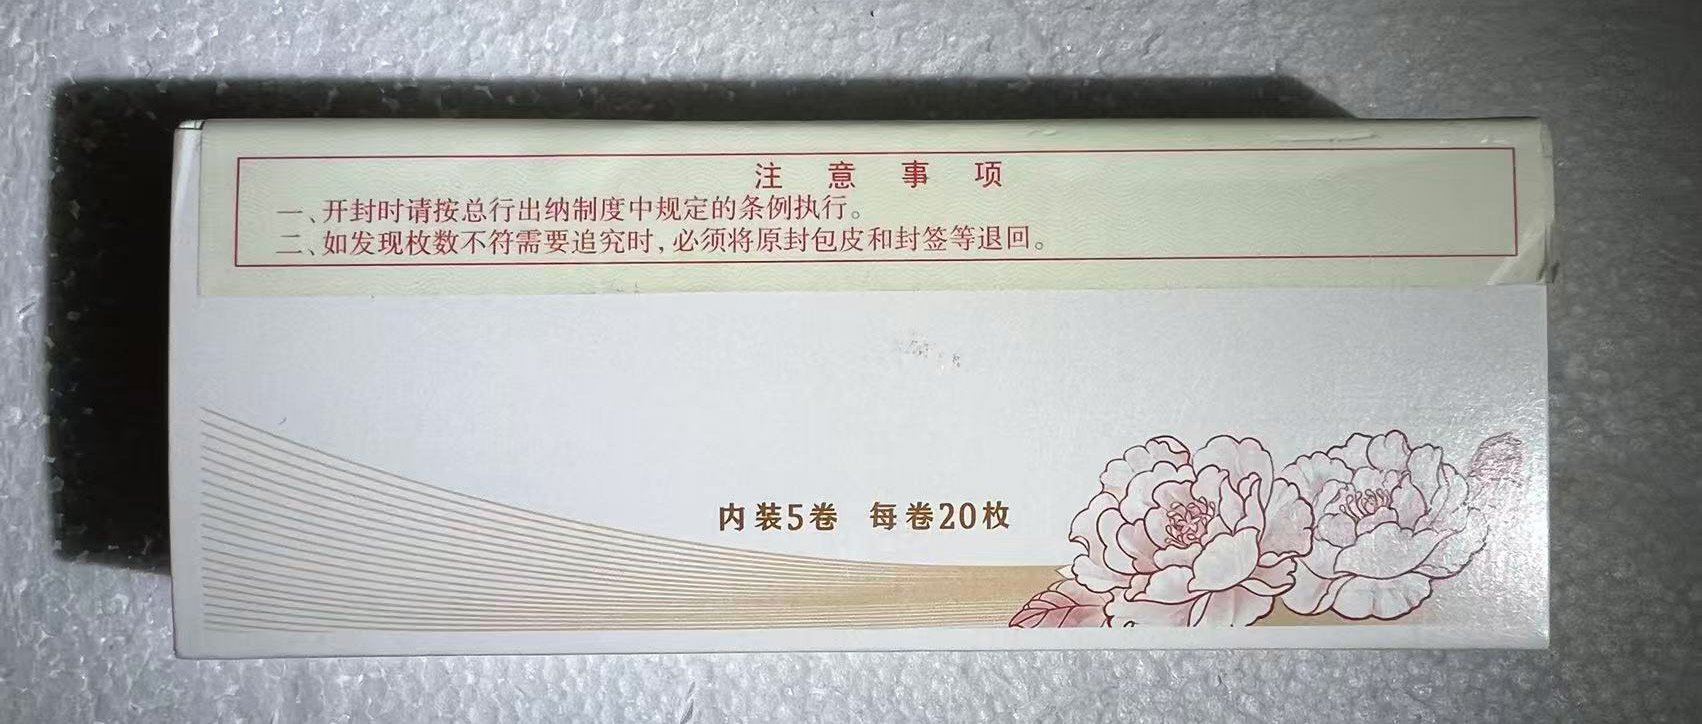 注意事项
一、开封时请按总行出纳制度中规定的条例执行。
二、如发现枚数不符需要追究时，必须将原封包皮和封签等退回。
内装5卷 每卷20枚